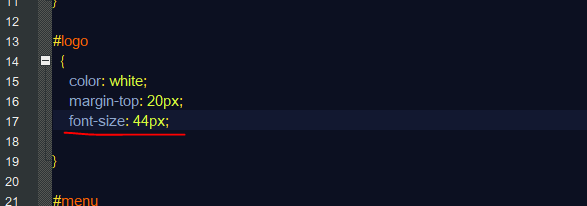 11 }
12
13 #logo
14 {
15 color: white;
16 margin-top: 20px;
17 font-size: 44px;
18
19 }
20
21 #menu